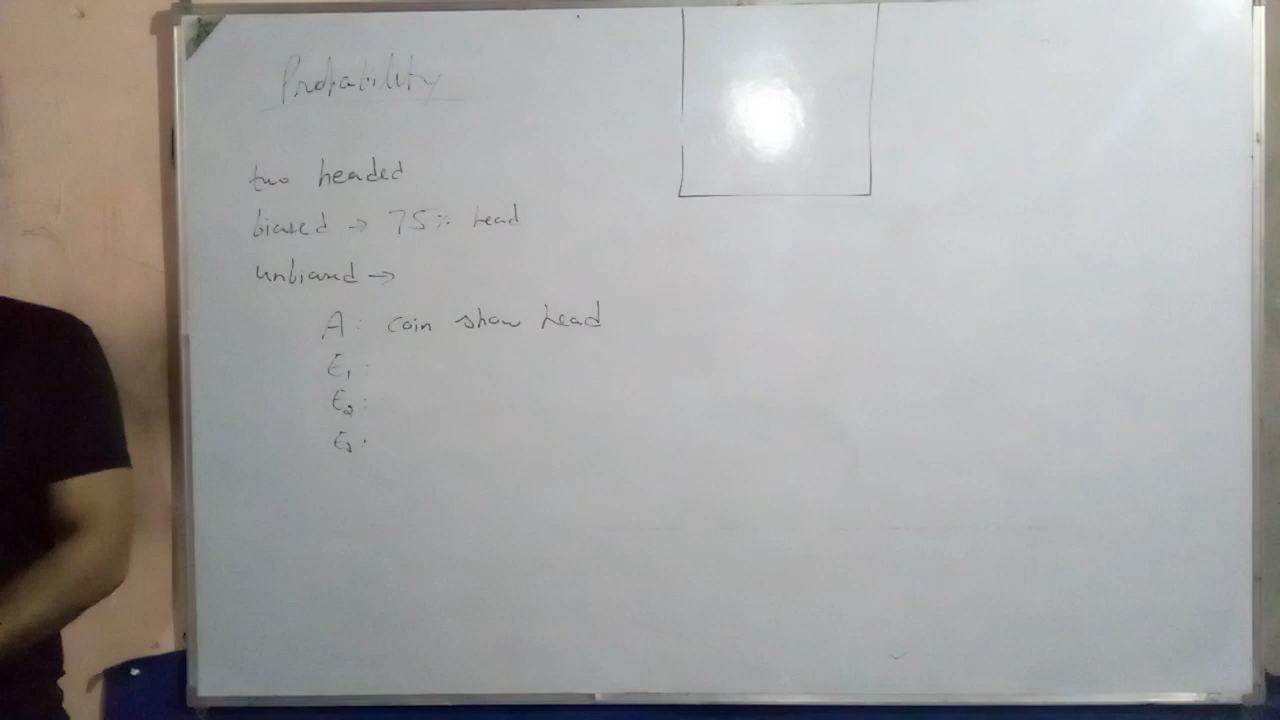 Probability
two headed
biased → 75% head
unbiased →
A: coin show head
E₁:
E₂:
E₃: